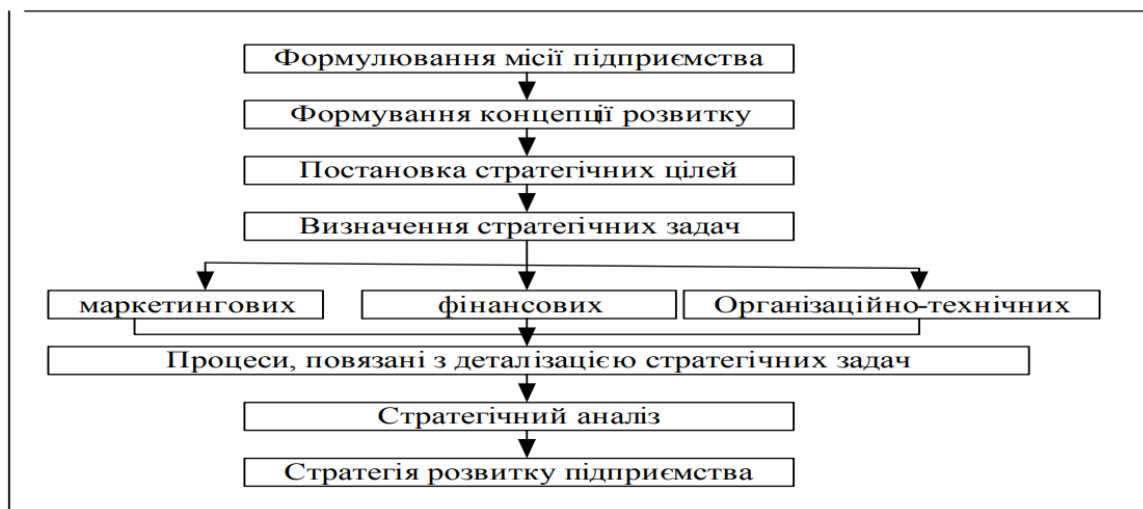 Формулювання місії підприємства
Формування концепції розвитку
Постановка стратегічних цілей
Визначення стратегічних задач
маркетингових
фінансових
Організаційно-технічних
Процеси, повязані з деталізацією стратегічних задач
Стратегічний аналіз
Стратегія розвитку підприємства